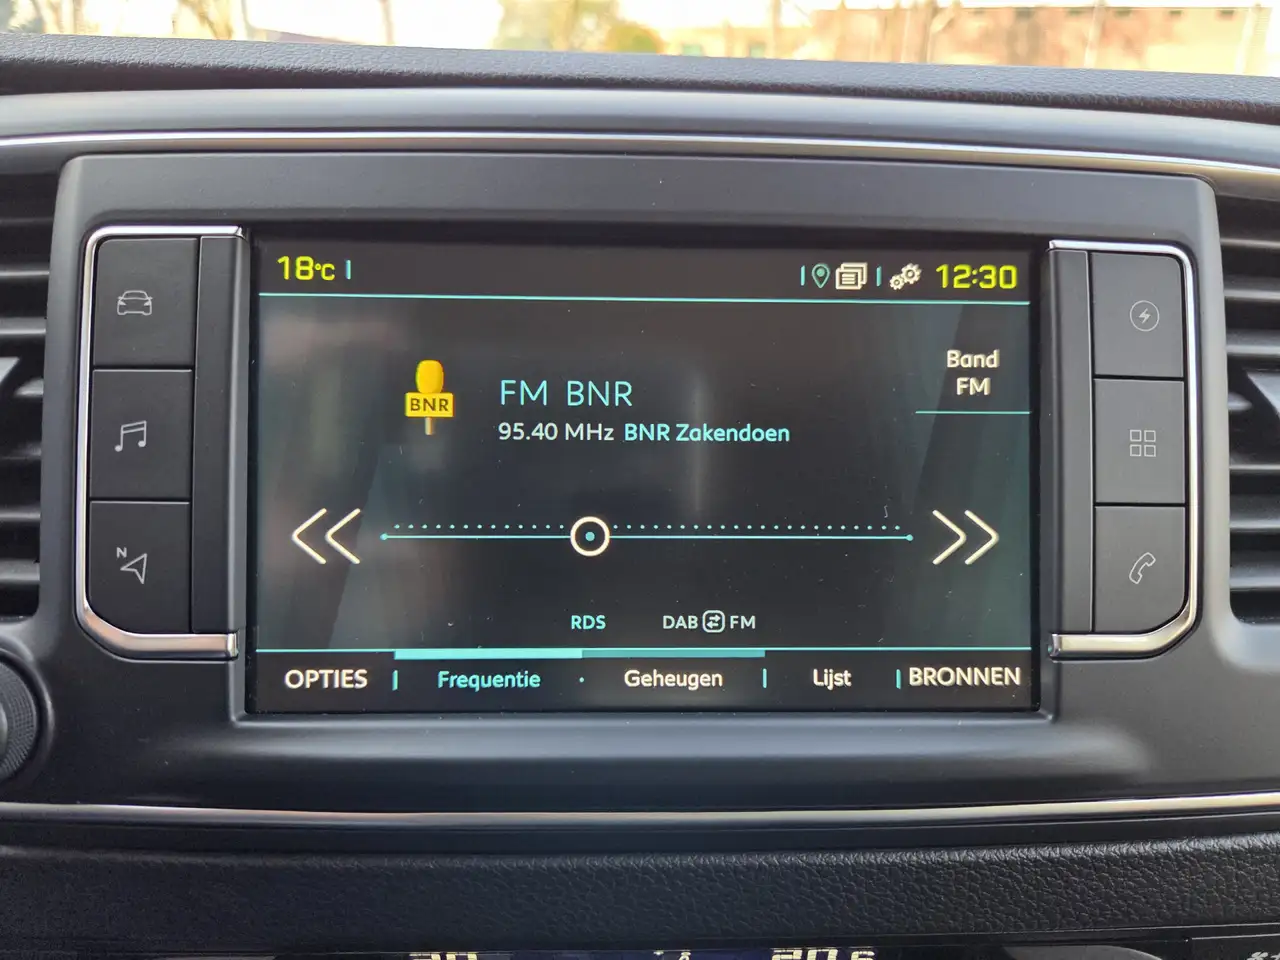 18°C
12:30
Band
FM
BNR
FM BNR
95.40 MHz BNR Zakendoen
N
RDS
DAB FM
OPTIES
Frequentie
Geheugen
Lijst
BRONNEN